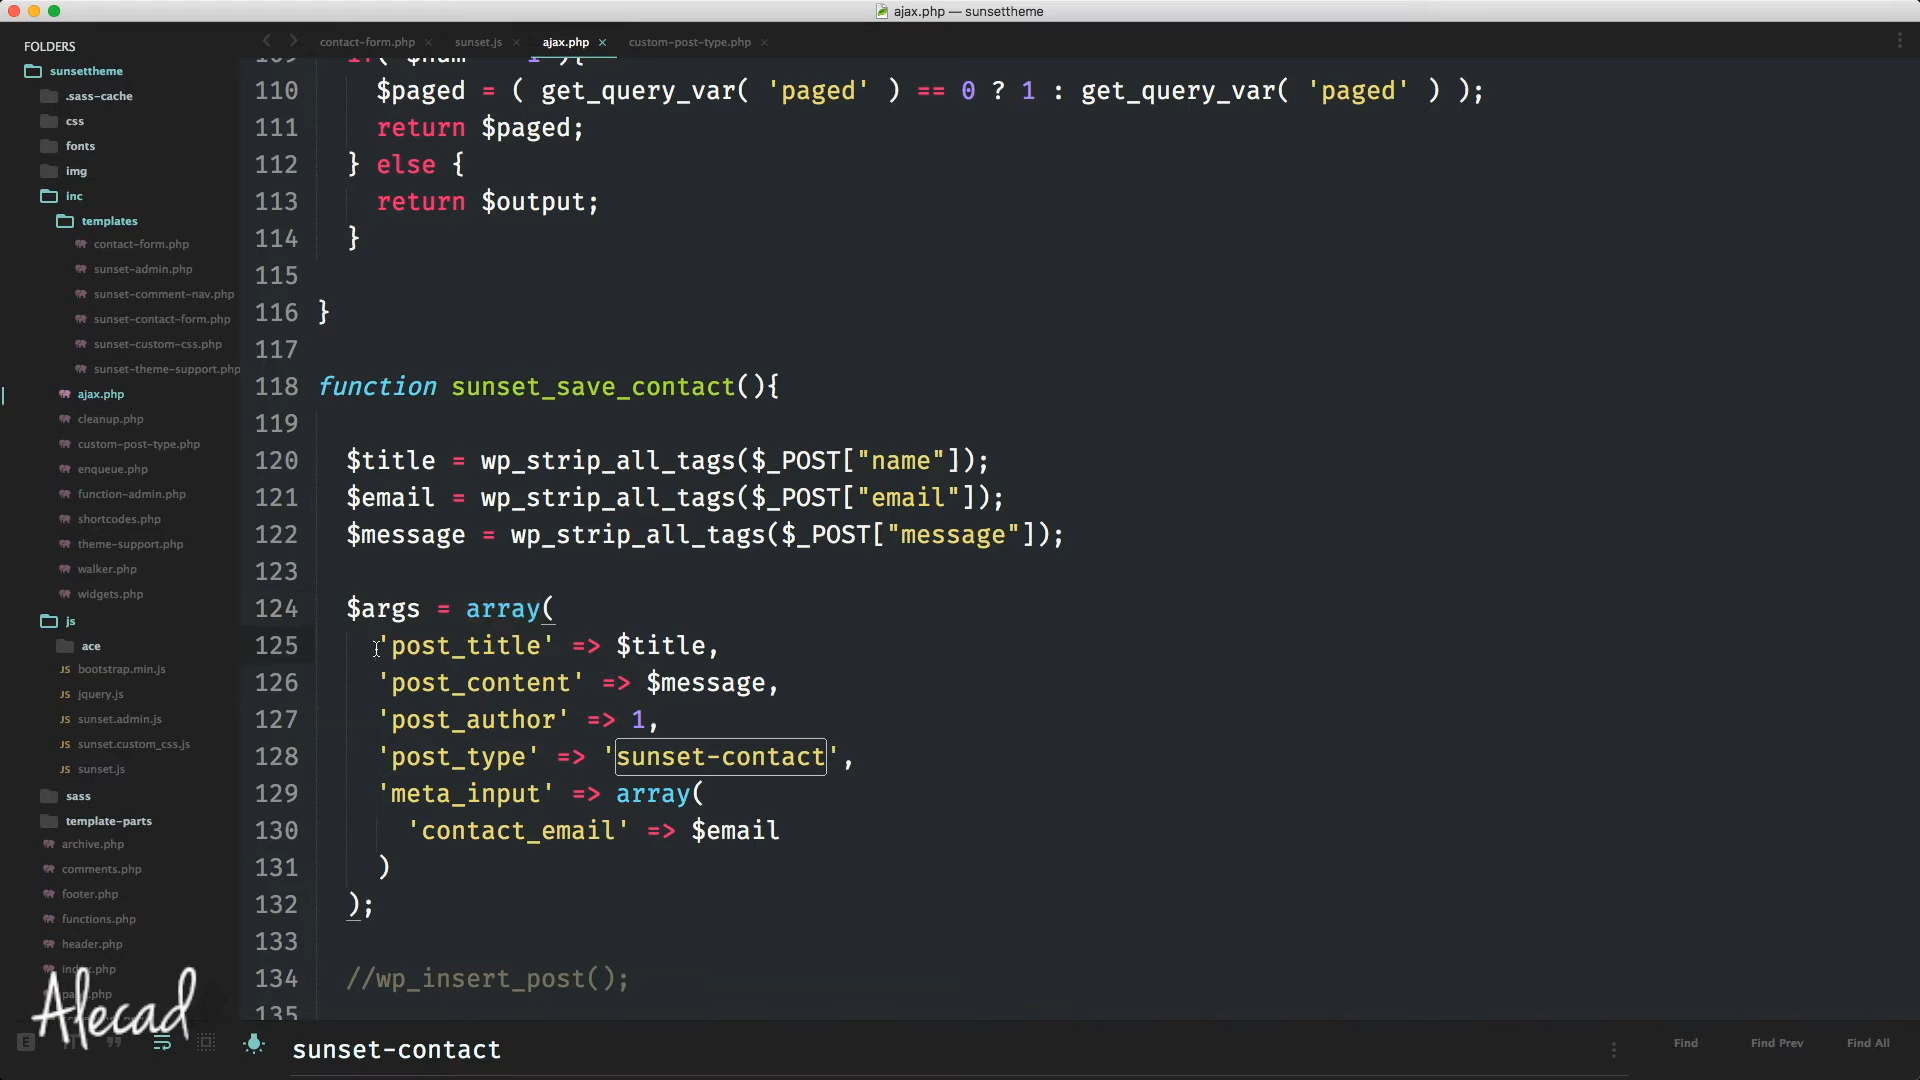 ajax.php — sunsettheme
FOLDERS
sunsettheme
.sass-cache
css
fonts
img
inc
templates
contact-form.php
sunset-admin.php
sunset-comment-nav.php
sunset-contact-form.php
sunset-custom-css.php
sunset-theme-support.php
ajax.php
cleanup.php
custom-post-type.php
enqueue.php
function-admin.php
shortcodes.php
theme-support.php
walker.php
widgets.php
js
ace
JS bootstrap.min.js
JS jquery.js
JS sunset.admin.js
JS sunset.custom_css.js
JS sunset.js
sass
template-parts
archive.php
comments.php
footer.php
functions.php
header.php
Alecad
contact-form.php × sunset.js × ajax.php × custom-post-type.php ×
110 $paged = ( get_query_var( 'paged' ) == 0 ? 1 : get_query_var( 'paged' ) );
111 return $paged;
112 } else {
113 return $output;
114 }
115
116 }
117
118 function sunset_save_contact(){
119
120 $title = wp_strip_all_tags($_POST["name"]);
121 $email = wp_strip_all_tags($_POST["email"]);
122 $message = wp_strip_all_tags($_POST["message"]);
123
124 $args = array(
125 'post_title' => $title,
126 'post_content' => $message,
127 'post_author' => 1,
128 'post_type' => 'sunset-contact',
129 'meta_input' => array(
130 'contact_email' => $email
131 )
132 );
133
134 //wp_insert_post();
135
sunset-contact
Find Find Prev Find All